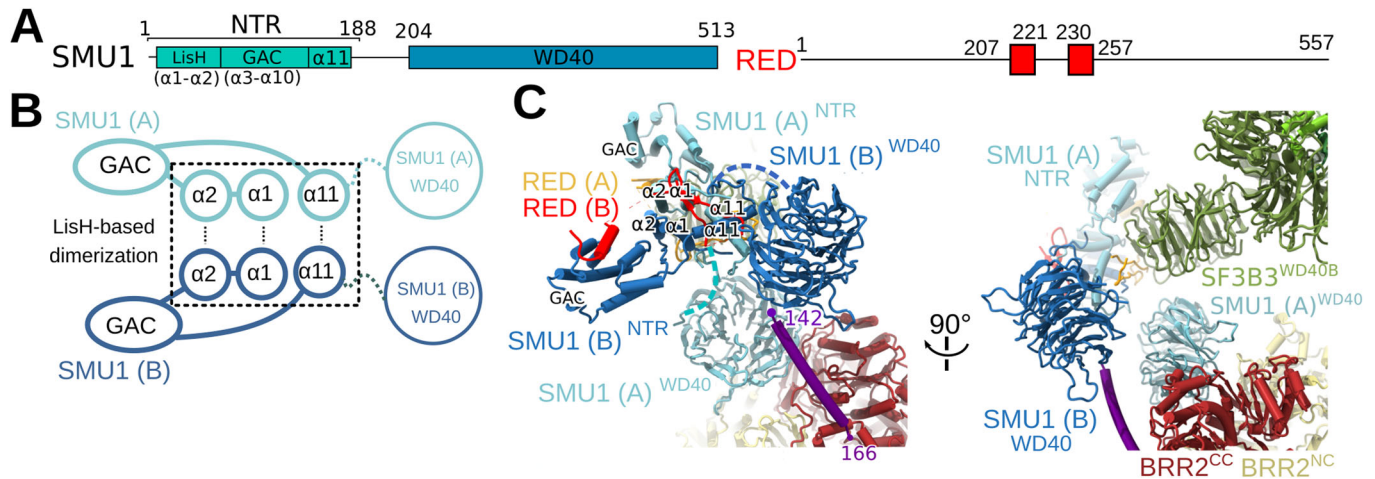 A
1
NTR
188
204
513
1
207
221
230
257
557
SMU1
LisH
GAC
α11
WD40
RED
(α1-α2)
(α3-α10)
B
SMU1 (A)
GAC
α2
α1
α11
SMU1 (A)
WD40
LisH-based
dimerization
α2
α1
α11
SMU1 (B)
WD40
GAC
SMU1 (B)
C
SMU1 (A) NTR
GAC
SMU1 (B) WD40
RED (A)
RED (B)
α2
α1
α11
α2
α1
α11
GAC
SMU1 (B) NTR
142
SMU1 (A) WD40
166
90°
SMU1 (A)
NTR
SF3B3 WD40B
SMU1 (A) WD40
SMU1 (B)
WD40
BRR2 CC
BRR2 NC